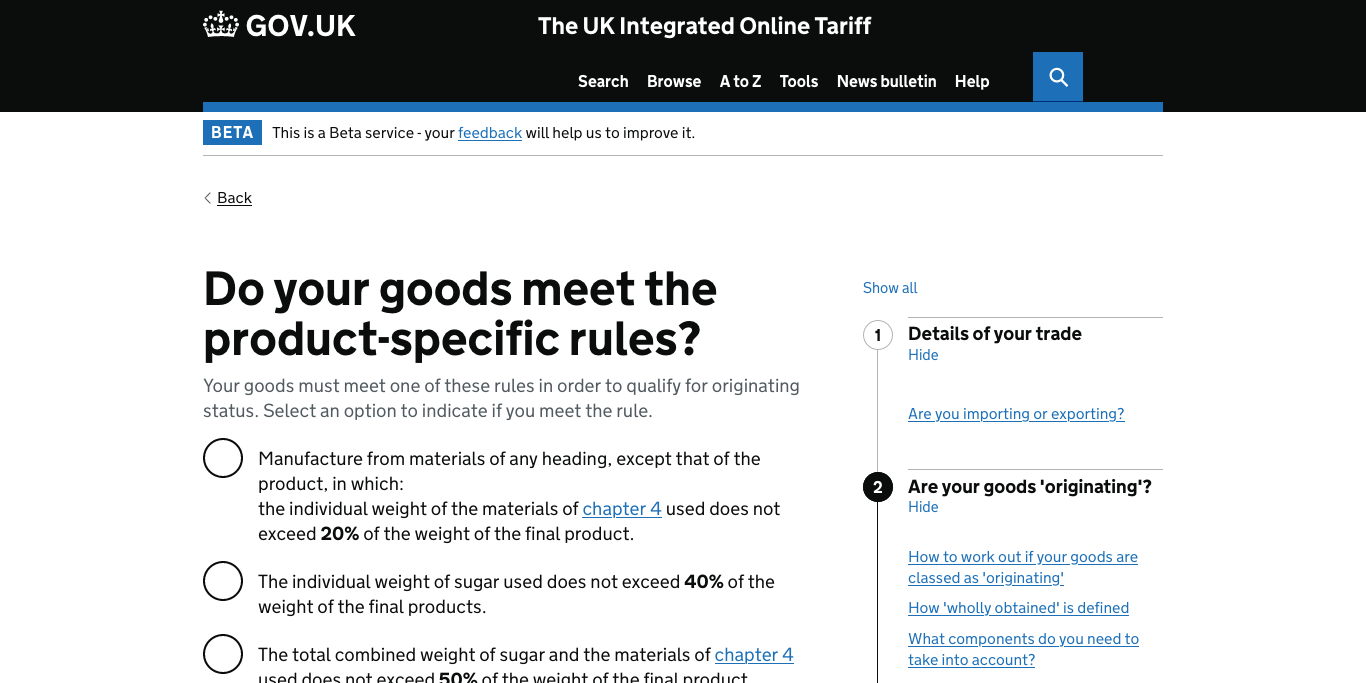 GOV.UK
The UK Integrated Online Tariff
Search Browse A to Z Tools News bulletin Help
BETA This is a Beta service - your feedback will help us to improve it.
Back
Do your goods meet the
product-specific rules?
Your goods must meet one of these rules in order to qualify for originating
status. Select an option to indicate if you meet the rule.
Manufacture from materials of any heading, except that of the
product, in which:
the individual weight of the materials of chapter 4 used does not
exceed 20% of the weight of the final product.
The individual weight of sugar used does not exceed 40% of the
weight of the final products.
The total combined weight of sugar and the materials of chapter 4
used does not exceed 50% of the weight of the final product.
Show all
1 Details of your trade
Hide
Are you importing or exporting?
2 Are your goods 'originating'?
Hide
How to work out if your goods are
classed as 'originating'
How 'wholly obtained' is defined
What components do you need to
take into account?